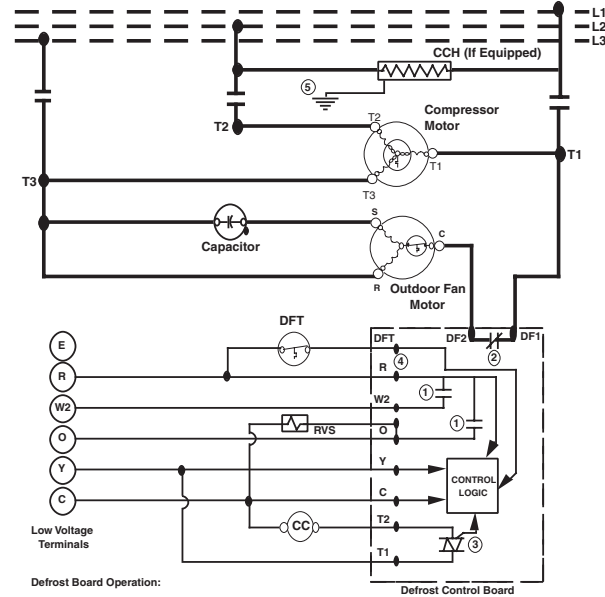 L1
L2
L3
CCH (If Equipped)
5
Compressor
Motor
T2
T2
T1
T1
T3
T3
S
C
Capacitor
R
Outdoor Fan
Motor
DFT
DF2
DF1
2
E
DFT
4
R
R
1
W2
W2
1
O
RVS
O
Y
Y
CONTROL
LOGIC
C
C
T2
CC
3
Low Voltage
Terminals
T1
Defrost Board Operation:
Defrost Control Board